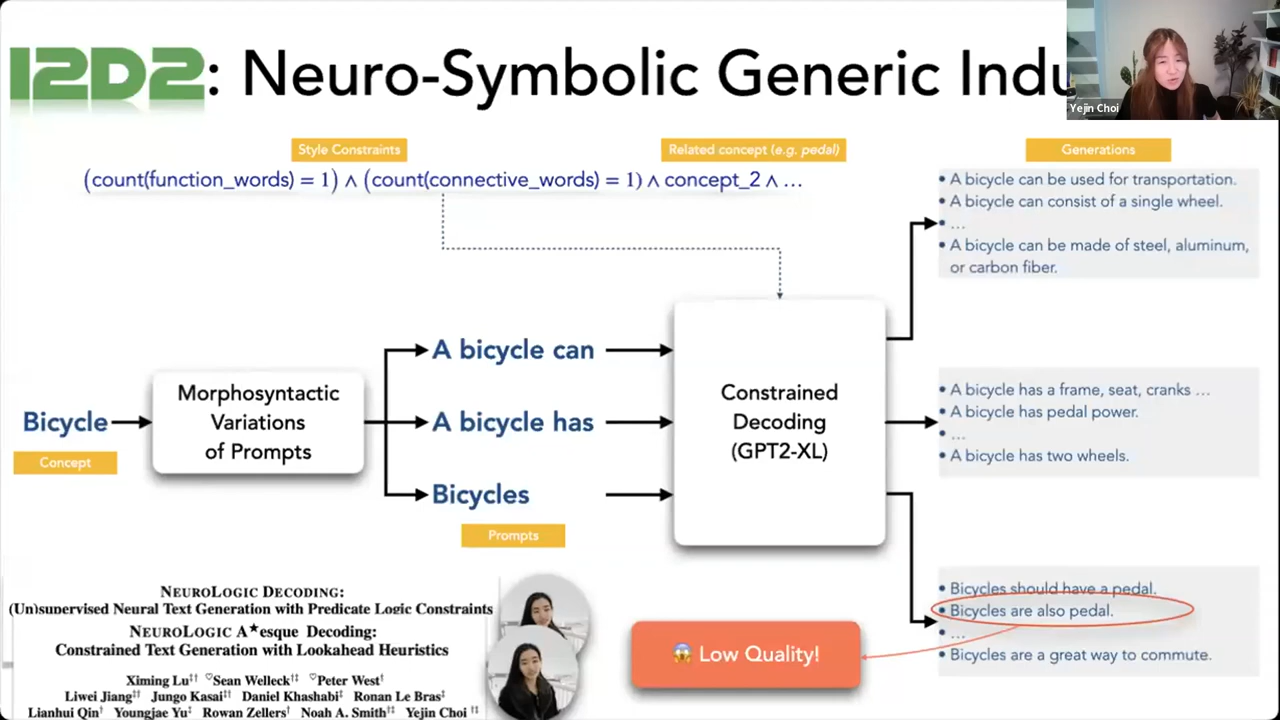 I2D2: Neuro-Symbolic Generic Indu
Yejin Choi
Style Constraints
Related concept (e.g. pedal)
Generations
(count(function_words) = 1) ∧ (count(connective_words) = 1) ∧ concept_2 ∧ …
• A bicycle can be used for transportation.
• A bicycle can consist of a single wheel.
• …
• A bicycle can be made of steel, aluminum,
or carbon fiber.
Bicycle
Concept
Morphosyntactic
Variations
of Prompts
A bicycle can
A bicycle has
Bicycles
Prompts
Constrained
Decoding
(GPT2-XL)
• A bicycle has a frame, seat, cranks …
• A bicycle has pedal power.
• …
• A bicycle has two wheels.
• Bicycles should have a pedal.
• Bicycles are also pedal.
• …
• Bicycles are a great way to commute.
😱 Low Quality!
NEUROLOGIC DECODING:
(Un)supervised Neural Text Generation with Predicate Logic Constraints
NEUROLOGIC A★esque Decoding:
Constrained Text Generation with Lookahead Heuristics
Ximing Lu‡† ♡Sean Welleck†‡ ♡Peter West†
Liwei Jiang‡† Jungo Kasai‡† Daniel Khashabi‡ Ronan Le Bras‡
Lianhui Qin† Youngjae Yu‡ Rowan Zellers† Noah A. Smith†‡ Yejin Choi †‡